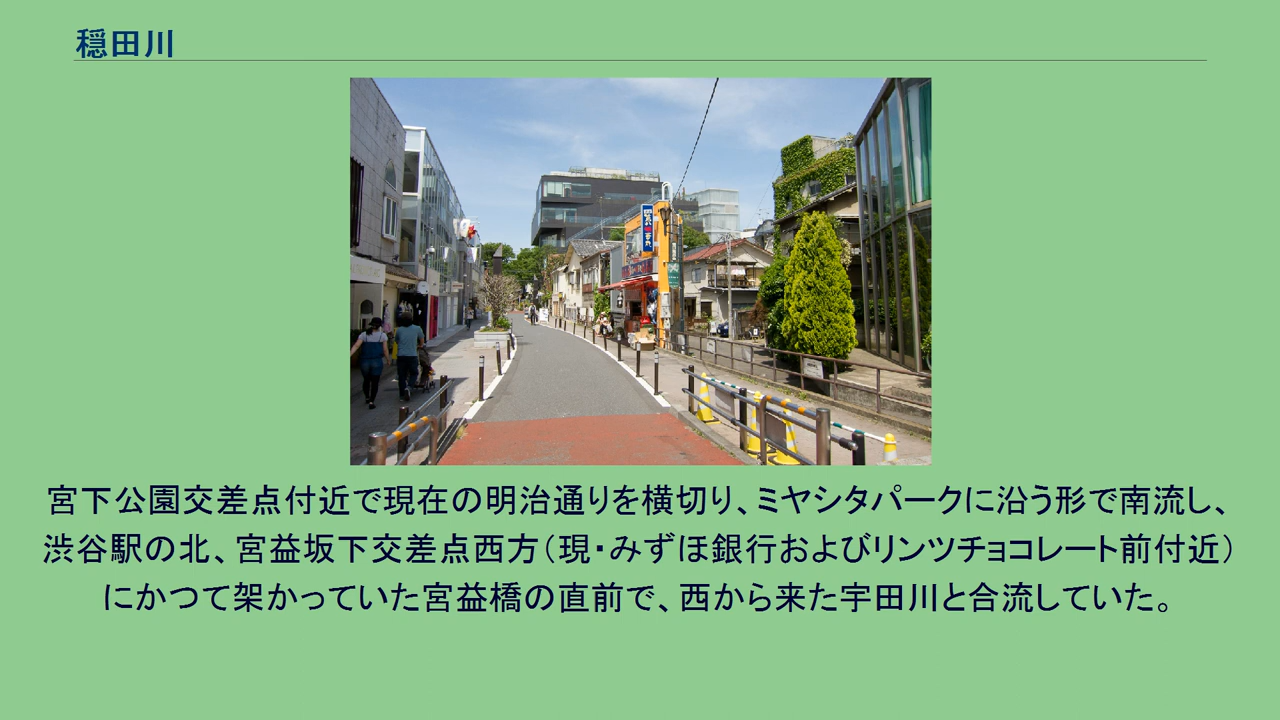 穏田川
宮下公園交差点付近で現在の明治通りを横切り、ミヤシタパークに沿う形で南流し、
渋谷駅の北、宮益坂下交差点西方（現・みずほ銀行およびリンツチョコレート前付近）
にかつて架かっていた宮益橋の直前で、西から来た宇田川と合流していた。